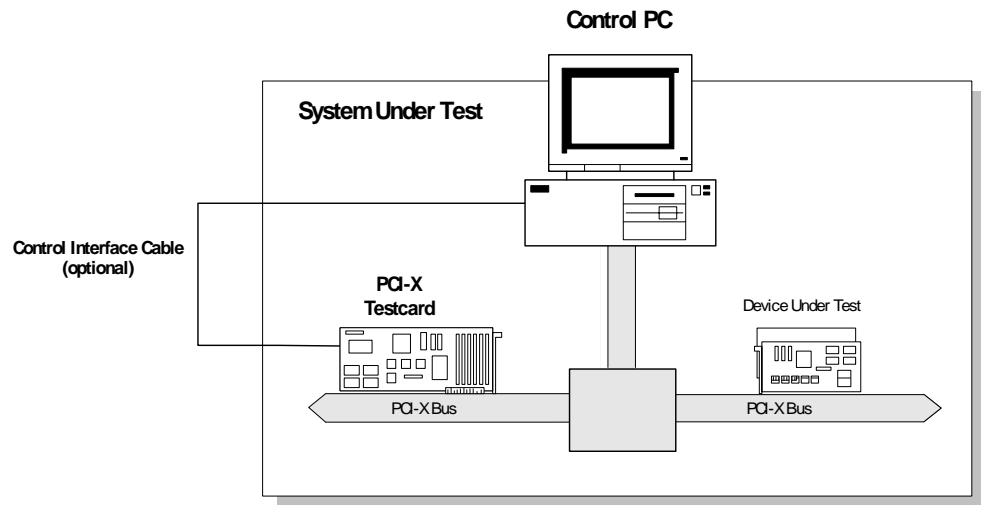 Control PC
System Under Test
Control Interface Cable
(optional)
PCI-X
Testcard
Device Under Test
PCI-X Bus
PCI-X Bus